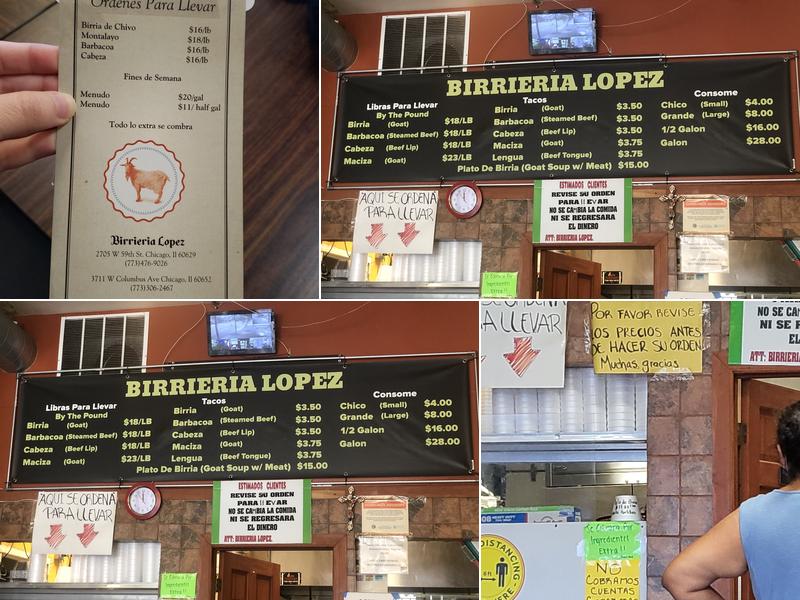 Ordenes Para Llevar
Birria de Chivo $16/lb
Montalayo $18/lb
Barbacoa $16/lb
Cabeza $16/lb
Fines de Semana
Menudo $20/gal
Menudo $11/ half gal
Todo lo extra se combra
Birrieria Lopez
2705 W 59th St. Chicago, Il 60629
(773)476-9026
3711 W Columbus Ave Chicago, Il 60652
(773)306-2467
BIRRIERIA LOPEZ
Libras Para Llevar
By The Pound
Birria (Goat) $18/LB
Barbacoa (Steamed Beef) $18/LB
Cabeza (Beef Lip) $18/LB
Maciza (Goat) $23/LB
Tacos
Birria (Goat) $3.50
Barbacoa (Steamed Beef) $3.50
Cabeza (Beef Lip) $3.50
Maciza (Goat) $3.75
Lengua (Beef Tongue) $3.75
Plato De Birria (Goat Soup w/ Meat) $15.00
Consome
Chico (Small) $4.00
Grande (Large) $8.00
1/2 Galon $16.00
Galon $28.00
AQUI SE ORDENA
PARA LLEVAR
ESTIMADOS CLIENTES
REVISE SU ORDEN
PARA LLEVAR
NO SE CAMBIA LA COMIDA
NI SE REGRESARA
EL DINERO
ATT: BIRRIERIA LOPEZ.
BIRRIERIA LOPEZ
Libras Para Llevar
By The Pound
Birria (Goat) $18/LB
Barbacoa (Steamed Beef) $18/LB
Cabeza (Beef Lip) $18/LB
Maciza (Goat) $23/LB
Tacos
Birria (Goat) $3.50
Barbacoa (Steamed Beef) $3.50
Cabeza (Beef Lip) $3.50
Maciza (Goat) $3.75
Lengua (Beef Tongue) $3.75
Plato De Birria (Goat Soup w/ Meat) $15.00
Consome
Chico (Small) $4.00
Grande (Large) $8.00
1/2 Galon $16.00
Galon $28.00
AQUI SE ORDENA
PARA LLEVAR
ESTIMADOS CLIENTES
REVISE SU ORDEN
PARA LLEVAR
NO SE CAMBIA LA COMIDA
NI SE REGRESARA
EL DINERO
ATT: BIRRIERIA LOPEZ.
LLEVAR
POR FAVOR REVISE
LOS PRECIOS ANTES
DE HACER SU ORDEN
Muchas gracias
NO SE CA
NI SE R
EL
ATT: BIRRI
Se Cobrara Por
Ingredientes
Extra!!
NO
COBRAMOS
CUENTAS
DISTANCING